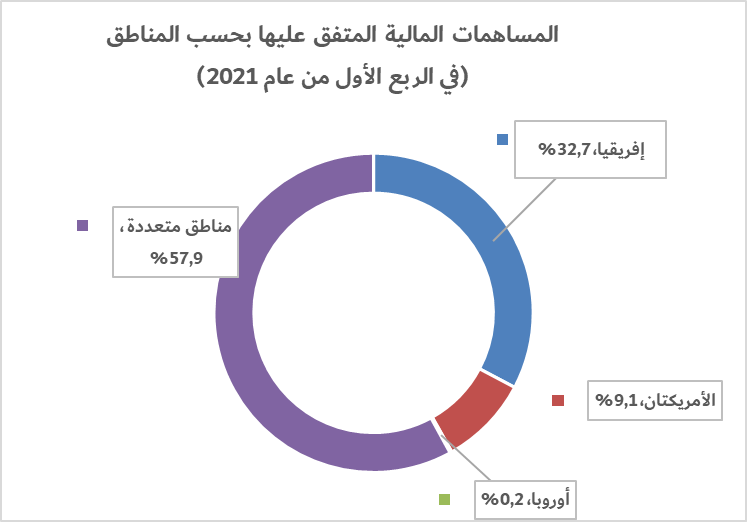 المساهمات المالية المتفق عليها بحسب المناطق
(في الربع الأول من عام 2021)
إفريقيا، 32,7%
مناطق متعددة ،
57,9%
الأمريكتان، 9,1%
أوروبا، 0,2%